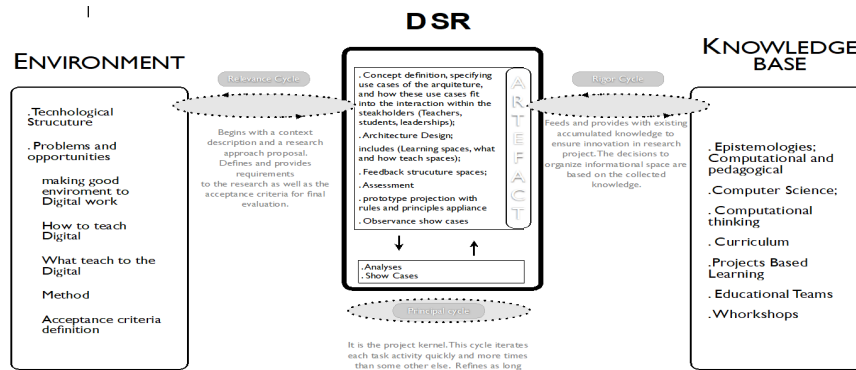 DSR
ENVIRONMENT
. Tecnhological
Strucuture
. Problems and
opportunities
making good
enviroment to
Digital work
How to teach
Digital
What teach to the
Digital
Method
Acceptance criteria
definition
Relevance Cycle
Begins with a context
description and a research
approach proposal.
Defines and provides
requirements
to the research as well as the
acceptance criteria for final
evaluation.
. Concept definition, specifying
use cases of the arquiteture,
and how these use cases fit
into the interaction within the
steakholders (Teachers,
students, leaderships);
. Architecture Design;
includes (Learning spaces, what
and how teach spaces);
. Feedback strucuture spaces;
. Assessment
. prototype projection with
rules and principles appliance
. Observance show cases
ARTEFACT
. Analyses
. Show Cases
Principal cycle
It is the project kernel. This cycle iterates
each task activity quickly and more times
than some other else. Refines as long
Rigor Cycle
Feeds and provides with existing
accumulated knowledge to
ensure innovation in research
project. The decisions to
organize informational space are
based on the collected
knowledge.
KNOWLEDGE
BASE
. Epistemologies;
Computational and
pedagogical
.Computer Science;
. Computational
thinking
. Curriculum
.Projects Based
Learning
. Educational Teams
. Whorkshops